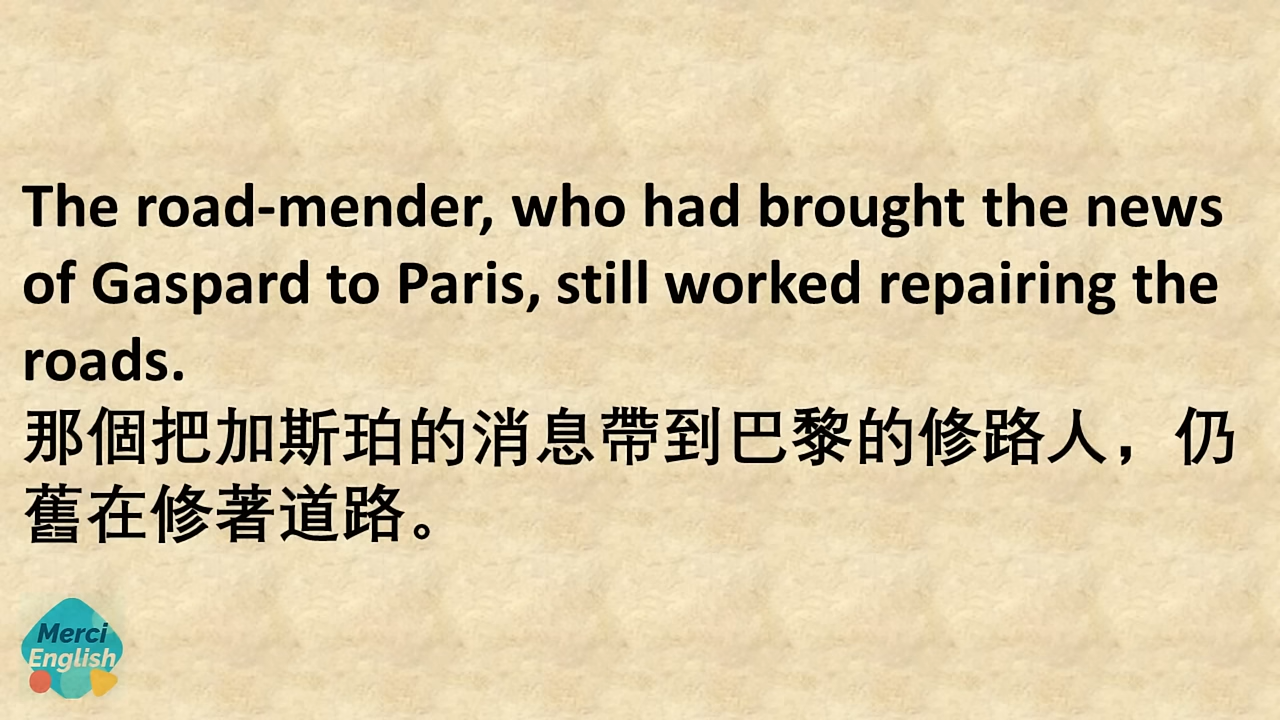 The road-mender, who had brought the news
of Gaspard to Paris, still worked repairing the
roads.
那個把加斯珀的消息帶到巴黎的修路人，仍
舊在修著道路。
Merci
English